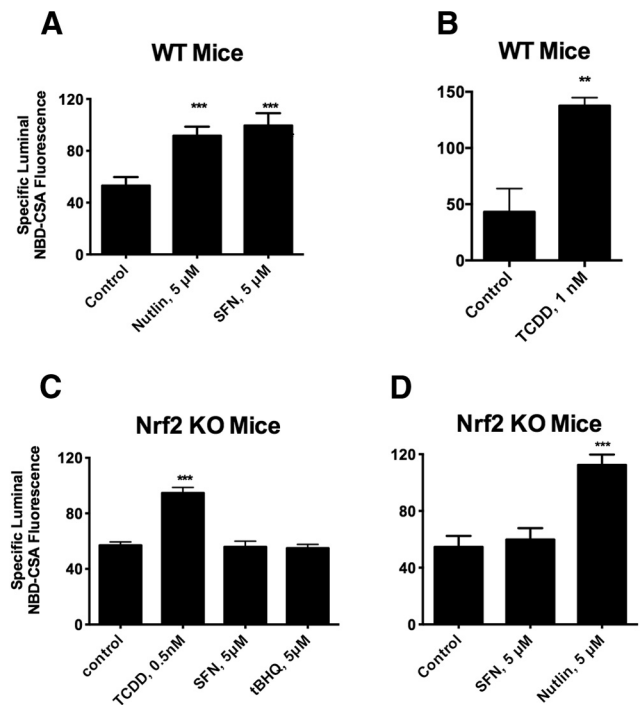 A
WT Mice
Specific Luminal
NBD-CSA Fluorescence
120
80
40
0
***
***
Control
Nutlin, 5 µM
SFN, 5 µM
B
WT Mice
150
100
50
0
**
Control
TCDD, 1 nM
C
Nrf2 KO Mice
Specific Luminal
NBD-CSA Fluorescence
120
80
40
0
***
control
TCDD, 0.5nM
SFN, 5µM
tBHQ, 5µM
D
Nrf2 KO Mice
120
80
40
0
***
Control
SFN, 5 µM
Nutlin, 5 µM